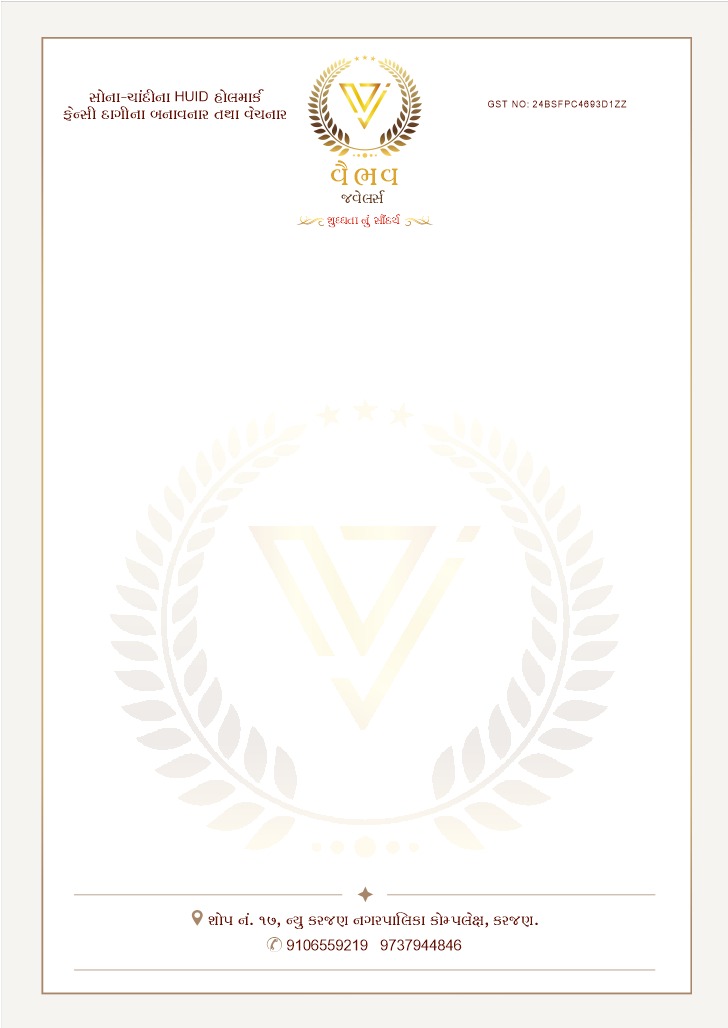 સોના-ચાંદીના HUID હોલમાર્ક
ફેન્સી દાગીના બનાવનાર તથા વેચનાર
GST NO: 24BSFPC4693D1ZZ
વૈભવ
જવેલર્સ
શુદ્ધતા નું સૌંદર્ય
શોપ નં. ૧૭, ન્યુ કરજણ નગરપાલિકા કોમ્પલેક્ષ, કરજણ.
9106559219 9737944846